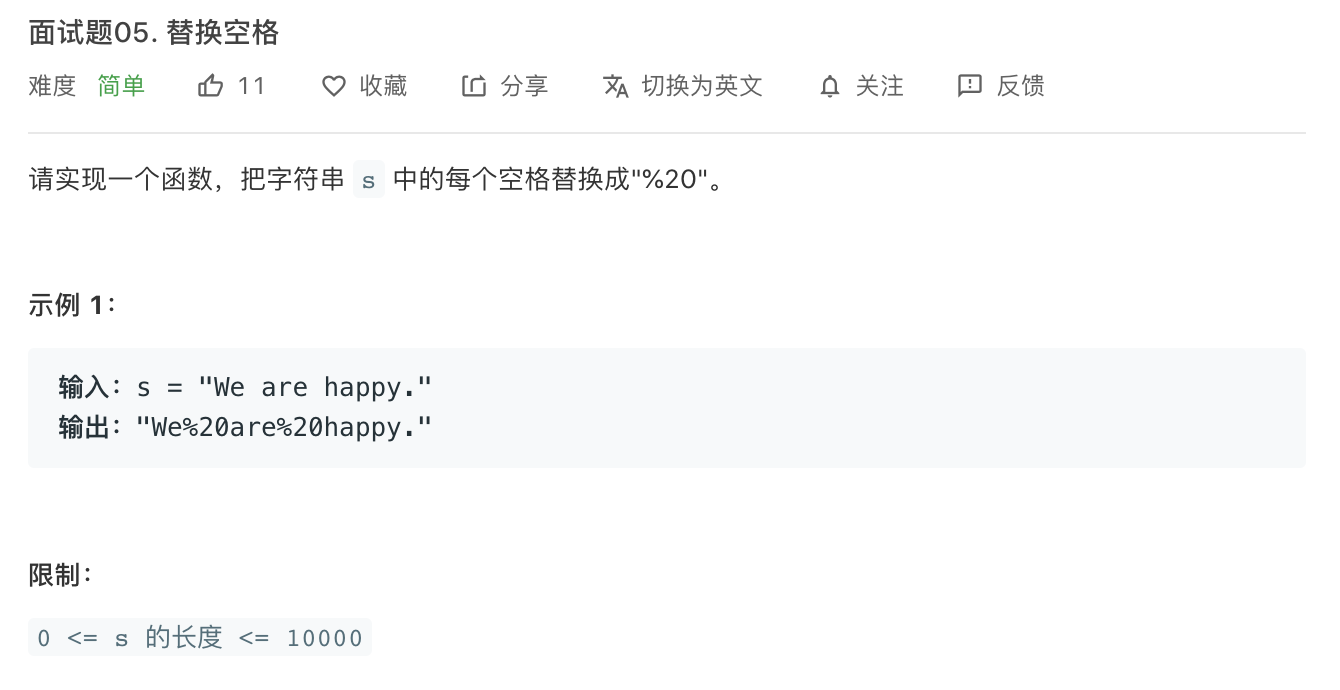 面试题05. 替换空格
难度 简单 11 收藏 分享 切换为英文 关注 反馈
请实现一个函数，把字符串 s 中的每个空格替换成"%20"。
示例 1：
输入：s = "We are happy."
输出："We%20are%20happy."
限制：
0 <= s 的长度 <= 10000